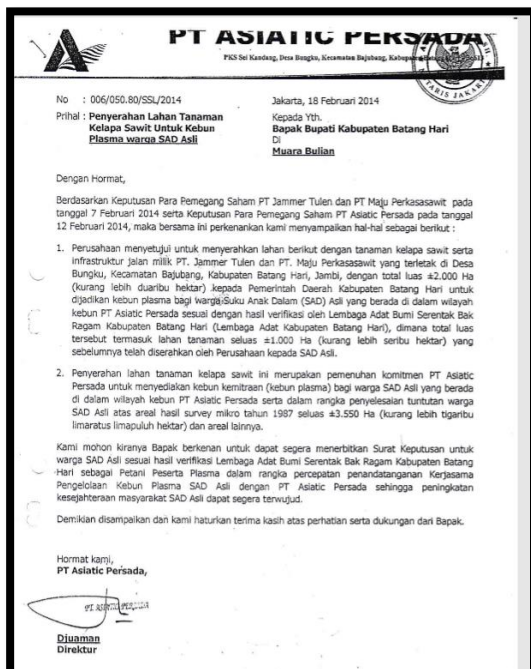 PT ASIATIC PERSADA
PKS Sei Kandang, Desa Bungku, Kecamatan Bajubang, Kabupaten Batang
No : 006/050.80/SSL/2014
Jakarta, 18 Februari 2014
Prihal : Penyerahan Lahan Tanaman
Kelapa Sawit Untuk Kebun
Plasma warga SAD Asli
Kepada Yth.
Bapak Bupati Kabupaten Batang Hari
Di
Muara Bulian
Dengan Hormat,
Berdasarkan Keputusan Para Pemegang Saham PT Jammer Tulen dan PT Maju Perkasasawit pada
tanggal 7 Februari 2014 serta Keputusan Para Pemegang Saham PT Asiatic Persada pada tanggal
12 Februari 2014, maka bersama ini perkenankan kami menyampaikan hal-hal sebagai berikut :
1. Perusahaan menyetujui untuk menyerahkan lahan berikut dengan tanaman kelapa sawit serta
infrastruktur jalan milik PT. Jammer Tulen dan PT. Maju Perkasasawit yang terletak di Desa
Bungku, Kecamatan Bajubang, Kabupaten Batang Hari, Jambi, dengan total luas ±2.000 Ha
(kurang lebih duaribu hektar) kepada Pemerintah Daerah Kabupaten Batang Hari untuk
dijadikan kebun plasma bagi warga Suku Anak Dalam (SAD) Asli yang berada di dalam wilayah
kebun PT Asiatic Persada sesuai dengan hasil verifikasi oleh Lembaga Adat Bumi Serentak Bak
Ragam Kabupaten Batang Hari (Lembaga Adat Kabupaten Batang Hari), dimana total luas
tersebut termasuk lahan tanaman seluas ±1.000 Ha (kurang lebih seribu hektar) yang
sebelumnya telah diserahkan oleh Perusahaan kepada SAD Asli.
2. Penyerahan lahan tanaman kelapa sawit ini merupakan pemenuhan komitmen PT Asiatic
Persada untuk menyediakan kebun kemitraan (kebun plasma) bagi warga SAD Asli yang berada
di dalam wilayah kebun PT Asiatic Persada serta dalam rangka penyelesaian tuntutan warga
SAD Asli atas areal hasil survey mikro tahun 1987 seluas ±3.550 Ha (kurang lebih tigaribu
limaratus limapuluh hektar) dan areal lainnya.
Kami mohon kiranya Bapak berkenan untuk dapat segera menerbitkan Surat Keputusan untuk
warga SAD Asli sesuai hasil verifikasi Lembaga Adat Bumi Serentak Bak Ragam Kabupaten Batang
Hari sebagai Petani Peserta Plasma dalam rangka percepatan penandatanganan Kerjasama
Pengelolaan Kebun Plasma SAD Asli dengan PT Asiatic Persada sehingga peningkatan
kesejahteraan masyarakat SAD Asli dapat segera terwujud.
Demikian disampaikan dan kami haturkan terima kasih atas perhatian serta dukungan dari Bapak.
Hormat kami,
PT Asiatic Persada,
PT. ASIATIC PERSADA
Djuaman
Direktur